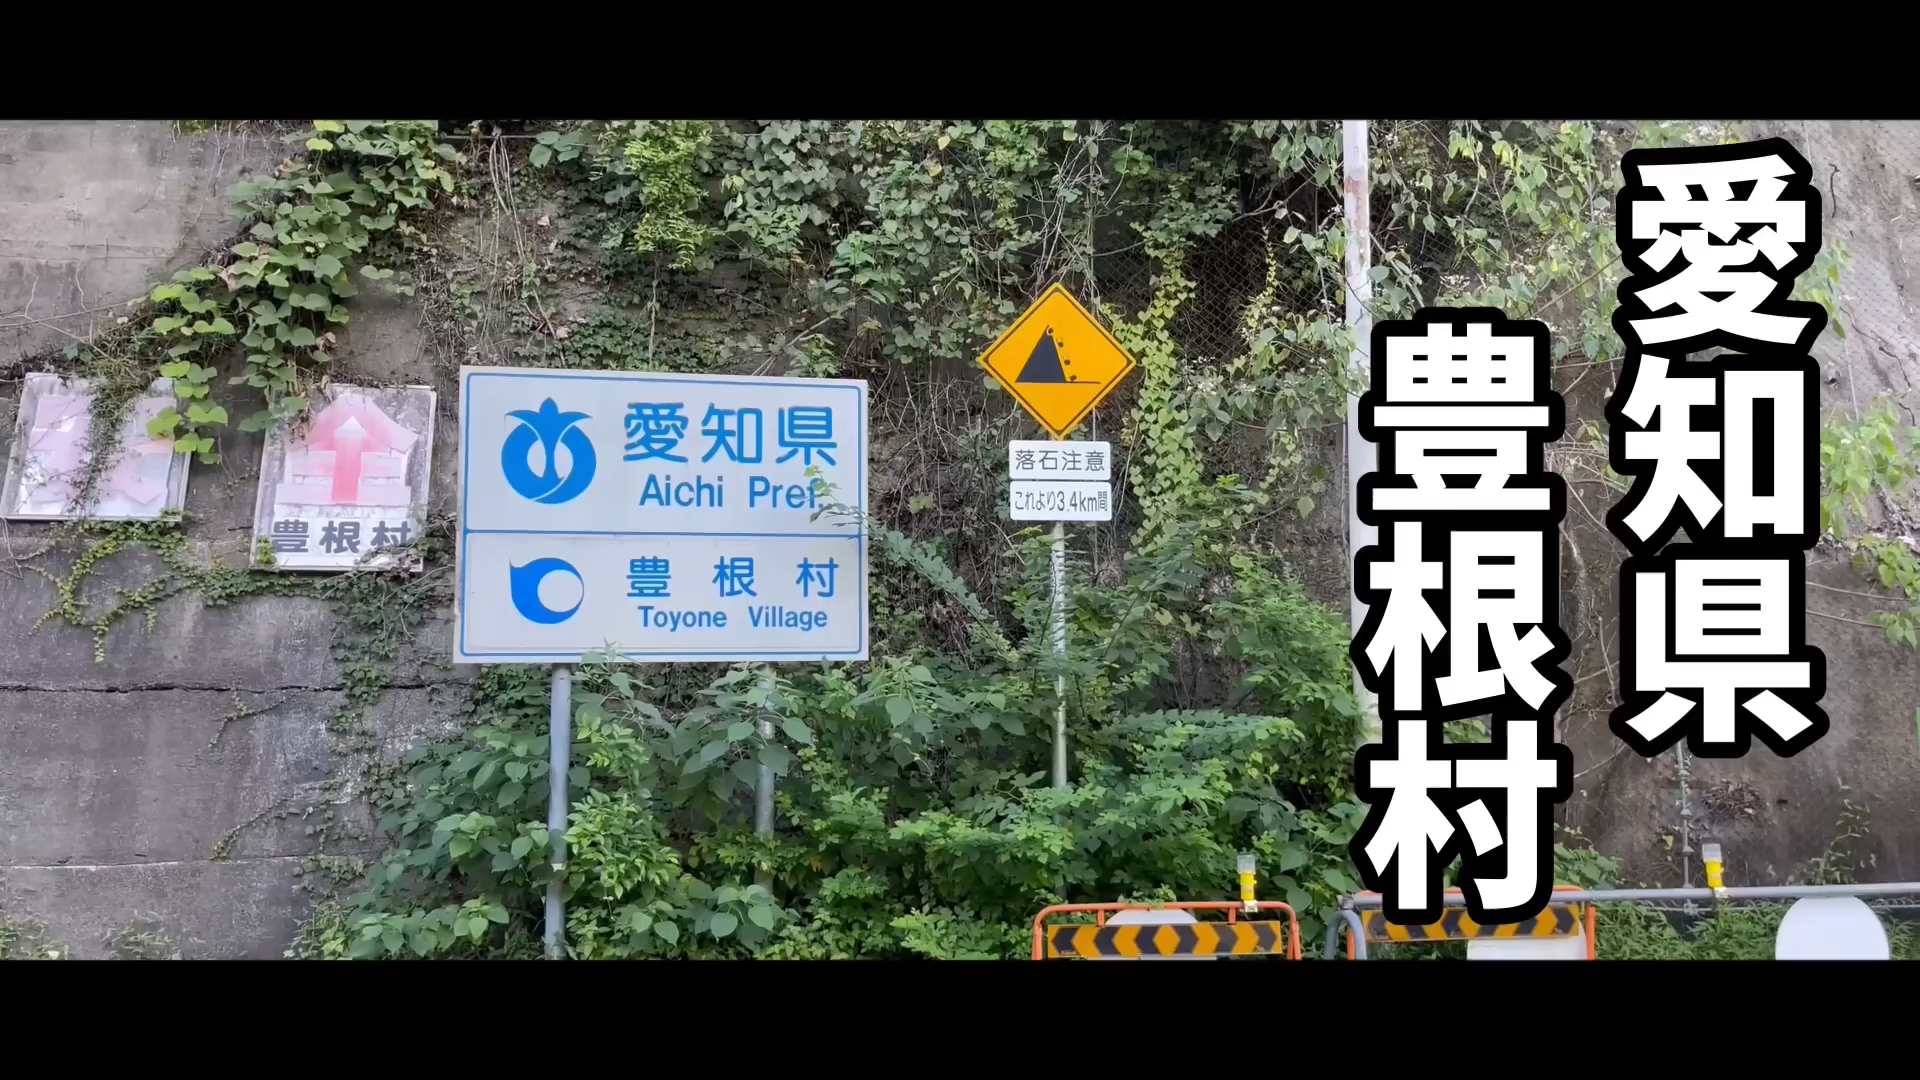 愛知県
豊根村
愛知県
Aichi Pref.
豊根村
Toyone Village
豊根村
落石注意
これより3.4km間